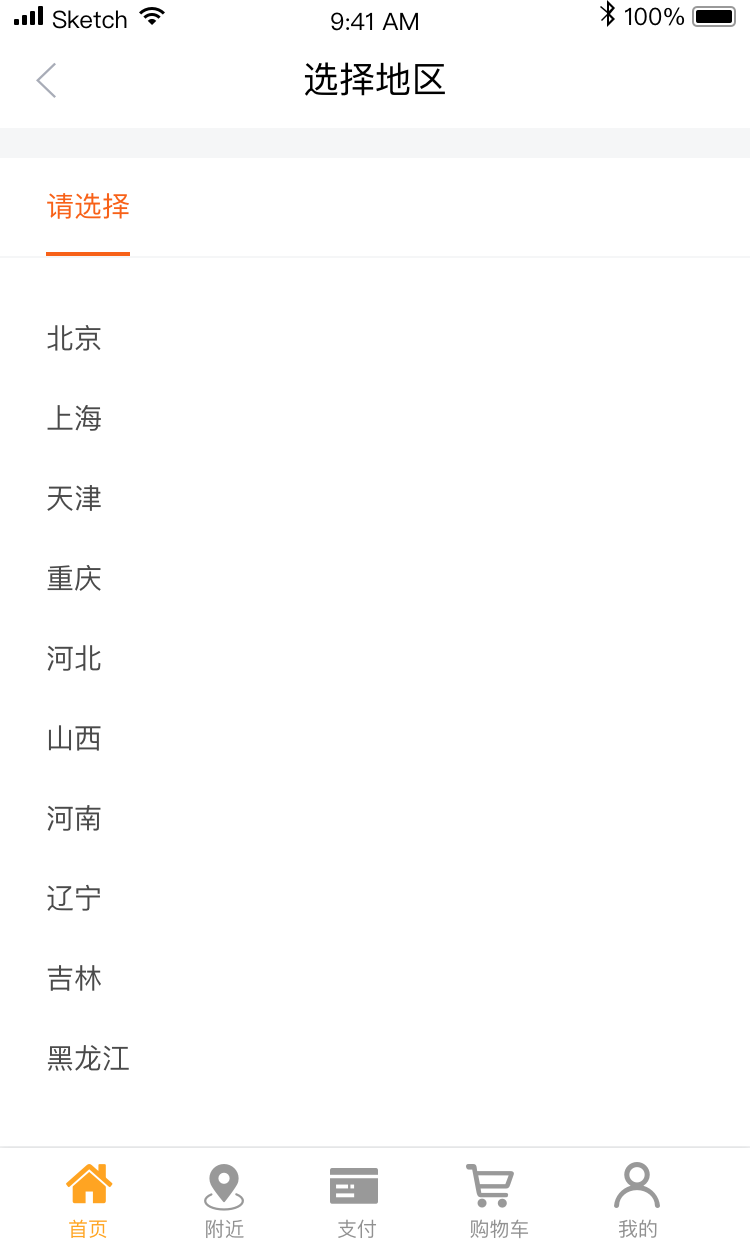 Sketch 9:41 AM 100%
选择地区
请选择
北京
上海
天津
重庆
河北
山西
河南
辽宁
吉林
黑龙江
首页 附近 支付 购物车 我的